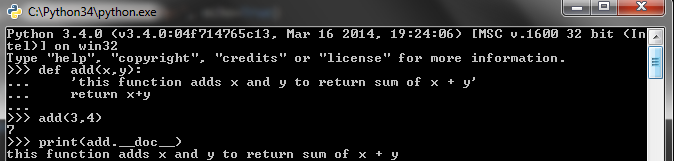 C:\Python34\python.exe
Python 3.4.0 (v3.4.0:04f714765c13, Mar 16 2014, 19:24:06) [MSC v.1600 32 bit (In
tel)] on win32
Type "help", "copyright", "credits" or "license" for more information.
>>> def add(x,y):
...     'this function adds x and y to return sum of x + y'
...     return x+y
...
>>> add(3,4)
7
>>> print(add.__doc__)
this function adds x and y to return sum of x + y